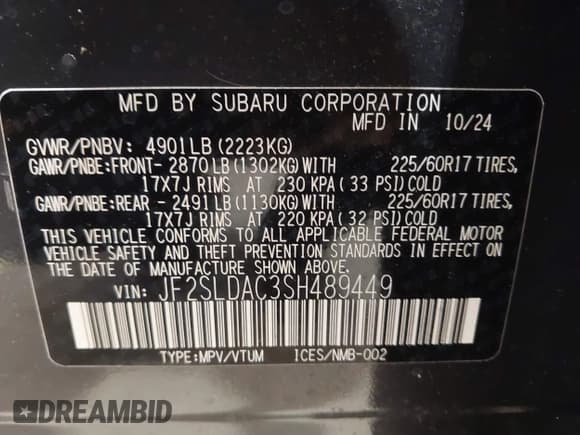 MFD BY SUBARU CORPORATION
MFD IN 10/24
GVWR/PNBV: 4901LB (2223KG)
GAWR/PNBE:FRONT- 2870LB (1302KG) WITH 225/60R17 TIRES,
17X7J RIMS AT 230 KPA ( 33 PSI) COLD
GAWR/PNBE:REAR - 2491LB (1130KG) WITH 225/60R17 TIRES,
17X7J RIMS AT 220 KPA ( 32 PSI) COLD
THIS VEHICLE CONFORMS TO ALL APPLICABLE FEDERAL MOTOR
VEHICLE SAFETY AND THEFT PREVENTION STANDARDS IN EFFECT
ON THE DATE OF MANUFACTURE SHOWN ABOVE.
VIN: JF2SLDAC3SH489449
TYPE:MPV/VTUM ICES/NMB-002
DREAMBID